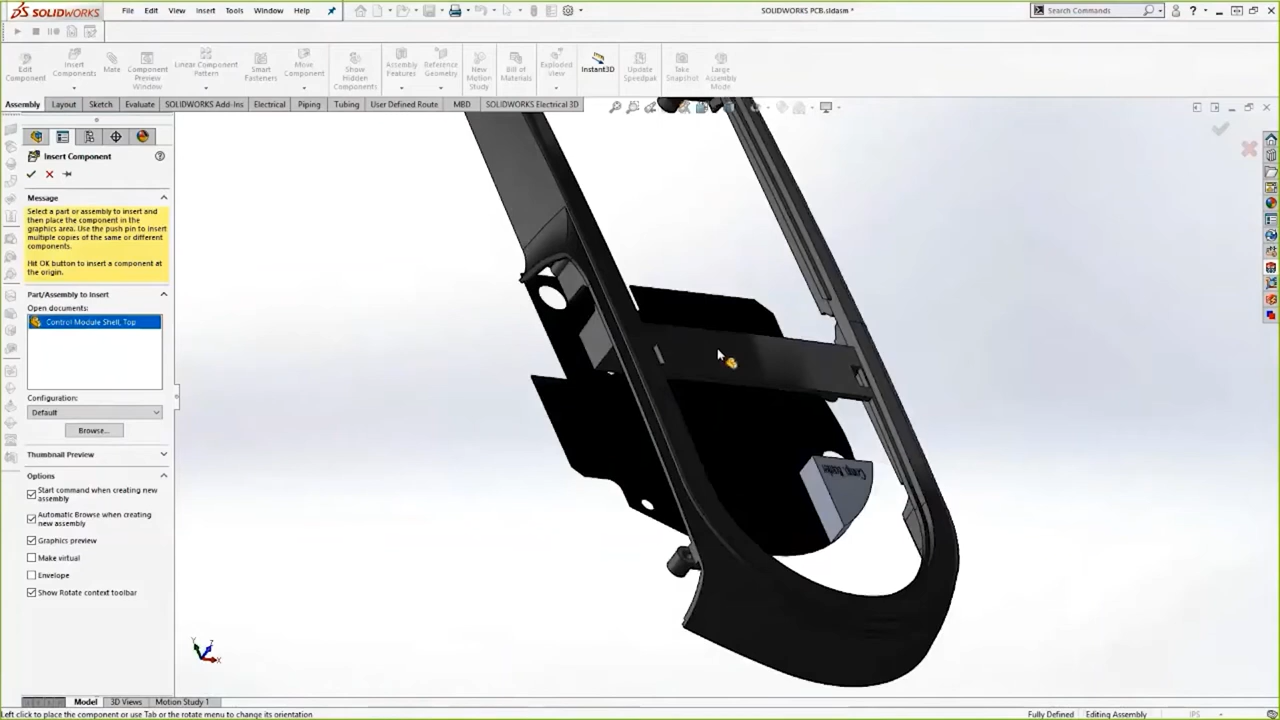 SOLIDWORKS File Edit View Insert Tools Window Help SOLIDWORKS PCB.sldasm * Search Commands
Edit Component
Insert Components
Mate
Component Preview Window
Linear Component Pattern
Smart Fasteners
Move Component
Show Hidden Components
Assembly Features
Reference Geometry
New Motion Study
Bill of Materials
Exploded View
Instant3D
Update Speedpak
Take Snapshot
Large Assembly Mode
Assembly Layout Sketch Evaluate SOLIDWORKS Add-Ins Electrical Piping Tubing User Defined Route MBD SOLIDWORKS Electrical 3D
Insert Component
Message
Select a part or assembly to insert and
then place the component in the
graphics area. Use the push pin to insert
multiple copies of the same or different
components.
Hit OK button to insert a component at
the origin.
Part/Assembly to Insert
Open documents:
Control Module Shell, Top
Configuration:
Default
Browse...
Thumbnail Preview
Options
Start command when creating new
assembly
Automatic Browse when creating
new assembly
Graphics preview
Make virtual
Envelope
Show Rotate context toolbar
Y
Z
X
Model 3D Views Motion Study 1
Left click to place the component or use Tab or the rotate menu to change its orientation Fully Defined Editing Assembly IPS